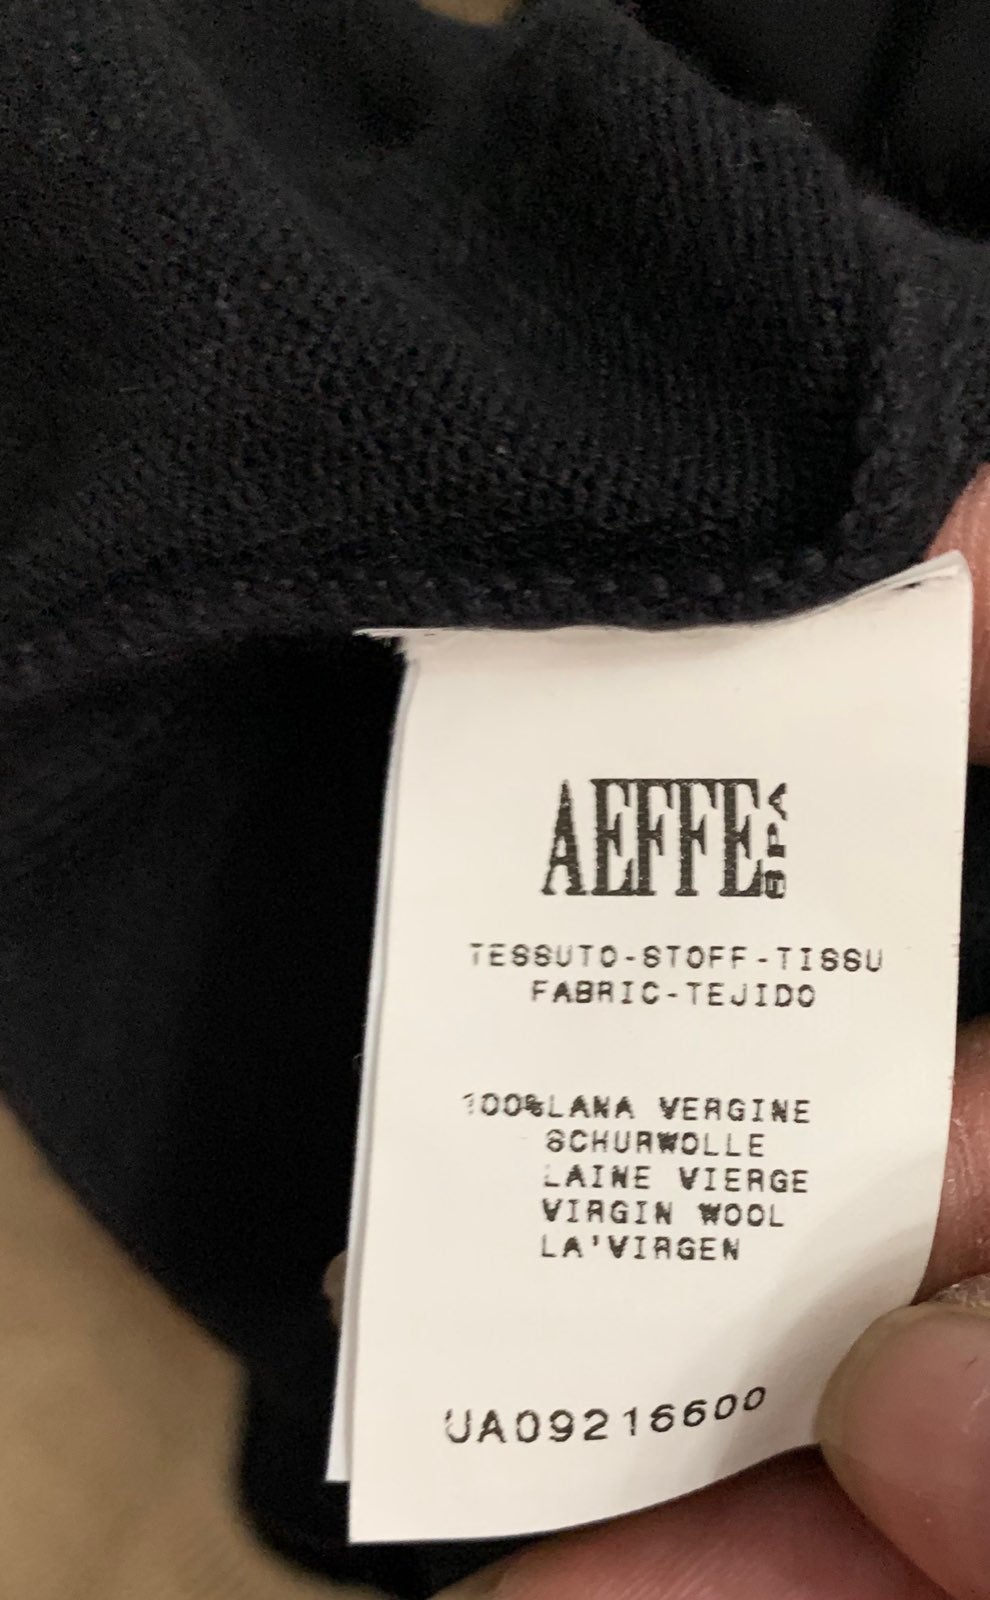 AEFFE SPA
TESSUTO-STOFF-TISSU
FABRIC-TEJIDO
100%LANA VERGINE
SCHURWOLLE
LAINE VIERGE
VIRGIN WOOL
LA'VIRGEN
UA09216600